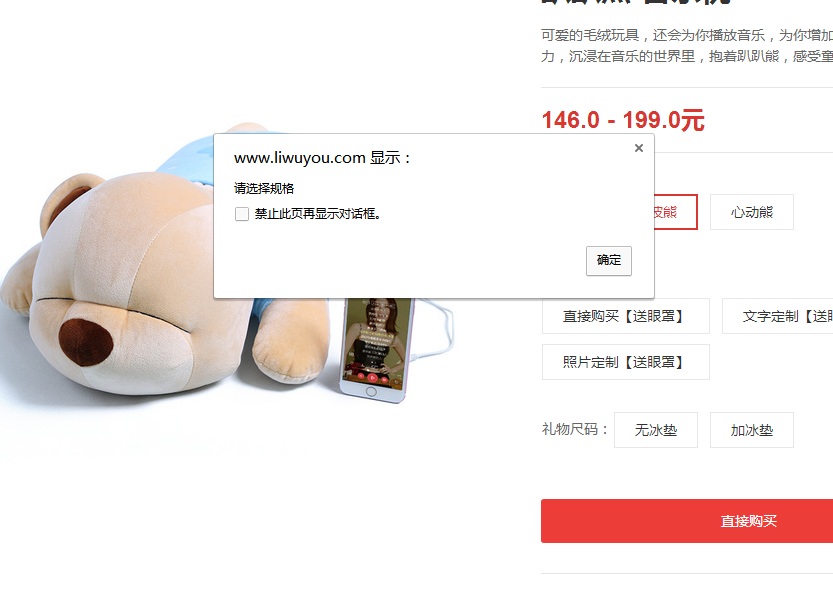 可爱的毛绒玩具，还会为你播放音乐，为你增加
力，沉浸在音乐的世界里，抱着趴趴熊，感受童
146.0 - 199.0元
www.liwuyou.com 显示：
请选择规格
禁止此页再显示对话框。
确定
皮熊
心动熊
直接购买【送眼罩】
文字定制【送眼
照片定制【送眼罩】
礼物尺码：
无冰垫
加冰垫
直接购买